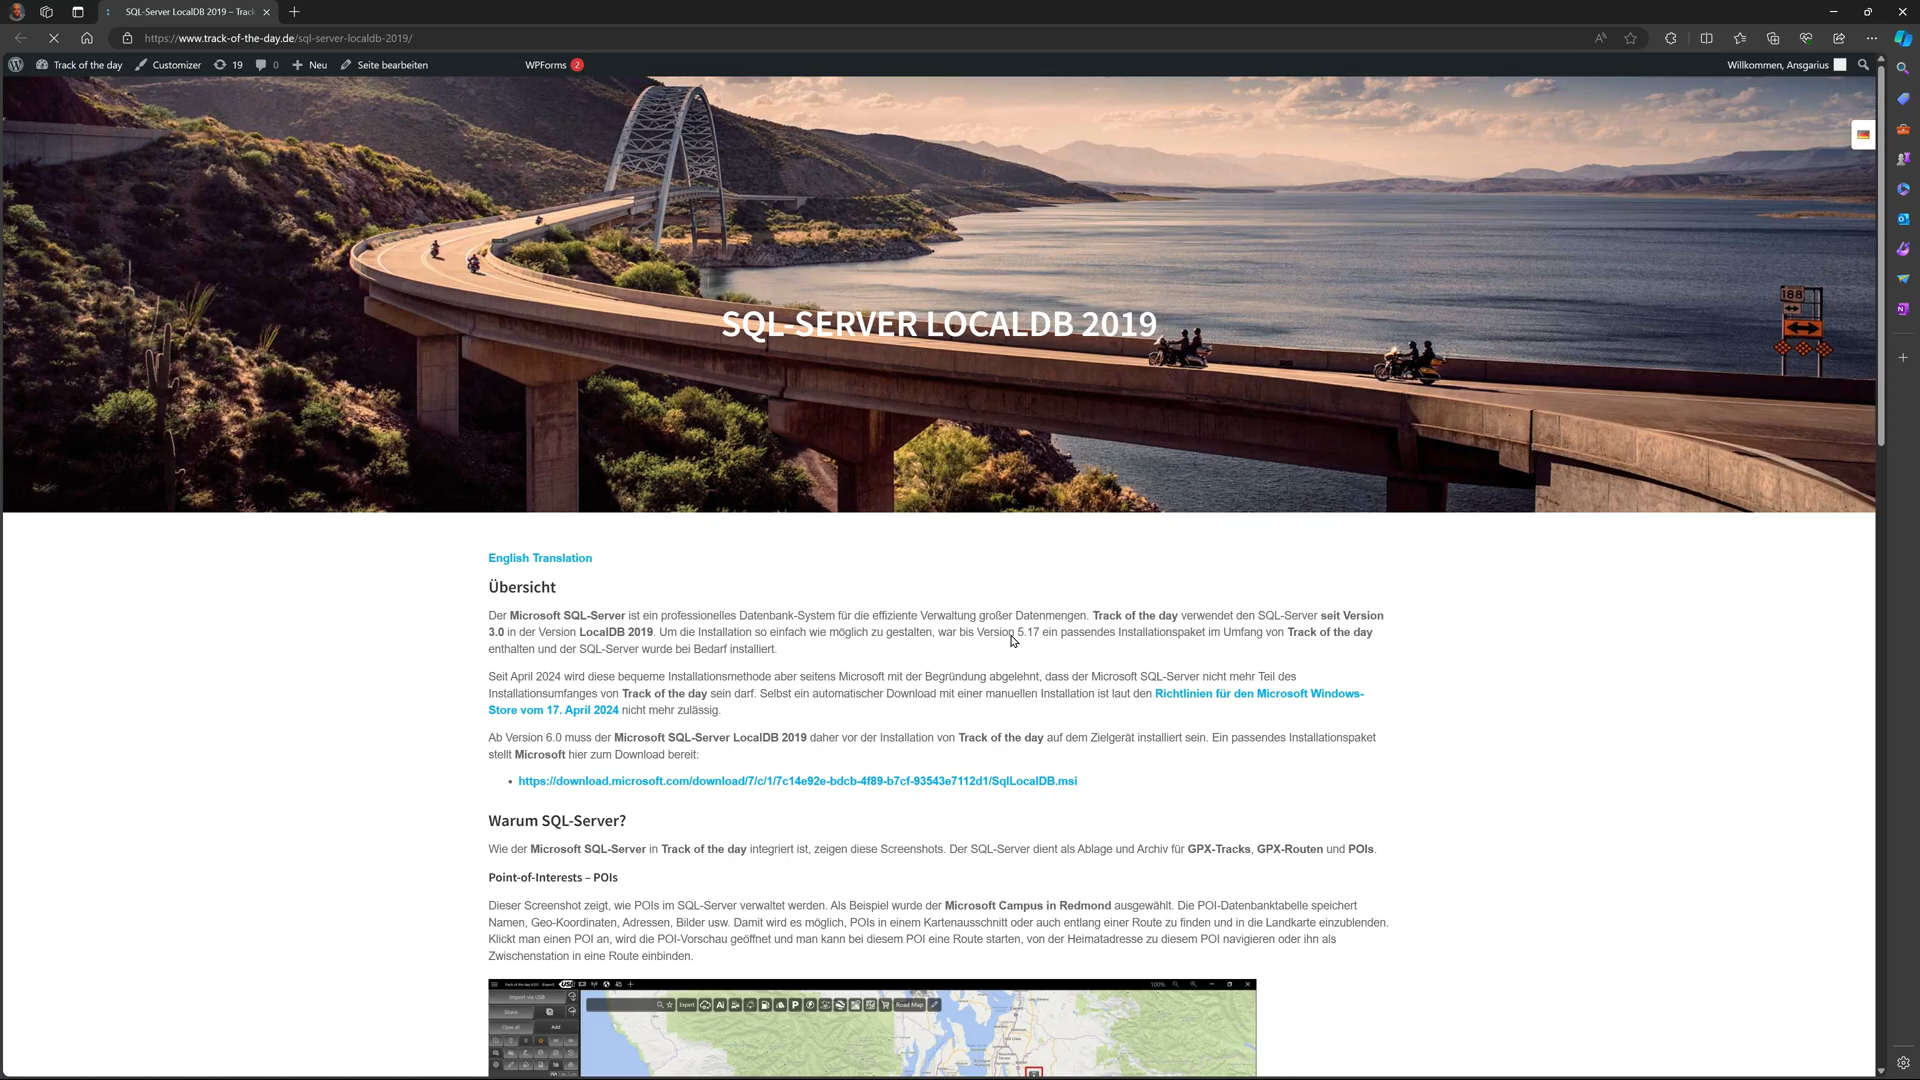 SQL-Server LocalDB 2019 – Track
https://www.track-of-the-day.de/sql-server-localdb-2019/
Track of the day Customizer 19 0 Neu Seite bearbeiten WPForms 2 Willkommen, Ansgarius
188
SQL-SERVER LOCALDB 2019
English Translation
Übersicht
Der Microsoft SQL-Server ist ein professionelles Datenbank-System für die effiziente Verwaltung großer Datenmengen. Track of the day verwendet den SQL-Server seit Version
3.0 in der Version LocalDB 2019. Um die Installation so einfach wie möglich zu gestalten, war bis Version 5.17 ein passendes Installationspaket im Umfang von Track of the day
enthalten und der SQL-Server wurde bei Bedarf installiert.
Seit April 2024 wird diese bequeme Installationsmethode aber seitens Microsoft mit der Begründung abgelehnt, dass der Microsoft SQL-Server nicht mehr Teil des
Installationsumfanges von Track of the day sein darf. Selbst ein automatischer Download mit einer manuellen Installation ist laut den Richtlinien für den Microsoft Windows-
Store vom 17. April 2024 nicht mehr zulässig.
Ab Version 6.0 muss der Microsoft SQL-Server LocalDB 2019 daher vor der Installation von Track of the day auf dem Zielgerät installiert sein. Ein passendes Installationspaket
stellt Microsoft hier zum Download bereit:
• https://download.microsoft.com/download/7/c/1/7c14e92e-bdcb-4f89-b7cf-93543e7112d1/SqlLocalDB.msi
Warum SQL-Server?
Wie der Microsoft SQL-Server in Track of the day integriert ist, zeigen diese Screenshots. Der SQL-Server dient als Ablage und Archiv für GPX-Tracks, GPX-Routen und POIs.
Point-of-Interests – POIs
Dieser Screenshot zeigt, wie POIs im SQL-Server verwaltet werden. Als Beispiel wurde der Microsoft Campus in Redmond ausgewählt. Die POI-Datenbanktabelle speichert
Namen, Geo-Koordinaten, Adressen, Bilder usw. Damit wird es möglich, POIs in einem Kartenausschnitt oder auch entlang einer Route zu finden und in die Landkarte einzublenden.
Klickt man einen POI an, wird die POI-Vorschau geöffnet und man kann bei diesem POI eine Route starten, von der Heimatadresse zu diesem POI navigieren oder ihn als
Zwischenstation in eine Route einbinden.
100%
Import via USB
Expert Ai P Road Map
Share
Close all Add